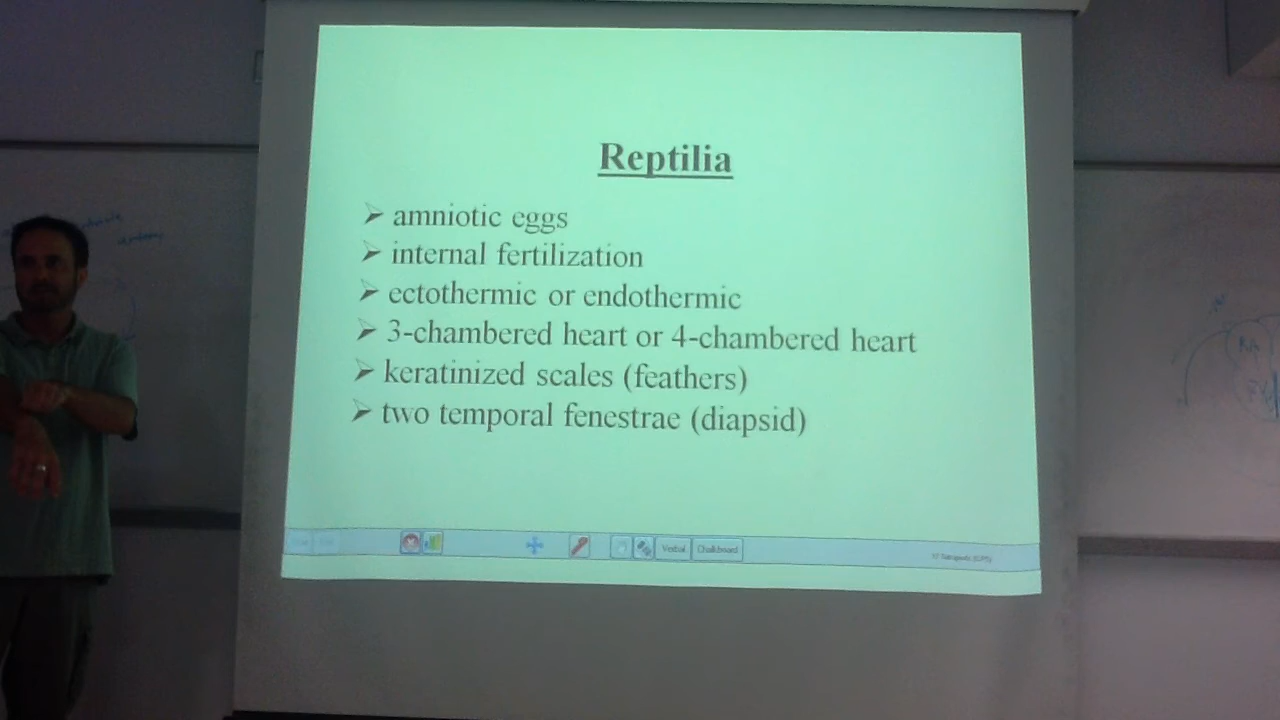 Reptilia
➢ amniotic eggs
➢ internal fertilization
➢ ectothermic or endothermic
➢ 3-chambered heart or 4-chambered heart
➢ keratinized scales (feathers)
➢ two temporal fenestrae (diapsid)
Verbal
Chalkboard
RA